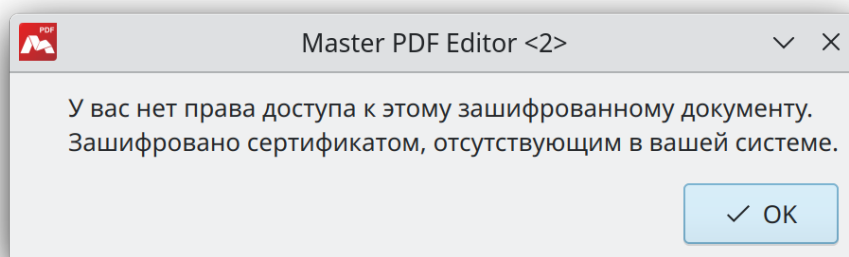 PDF
Master PDF Editor <2>
У вас нет права доступа к этому зашифрованному документу.
Зашифровано сертификатом, отсутствующим в вашей системе.
OK